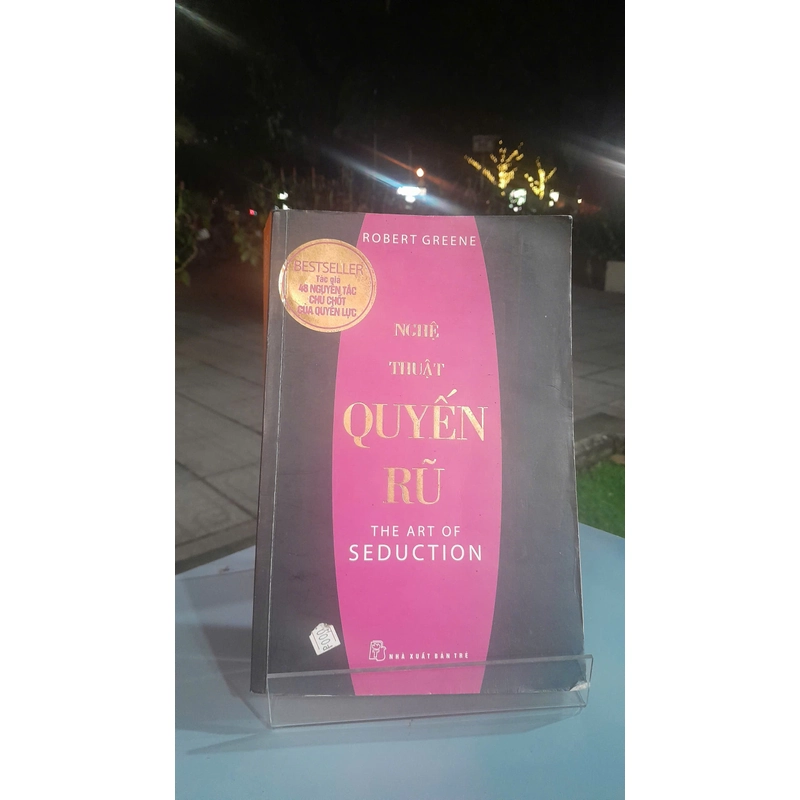 ROBERT GREENE
BESTSELLER
Tác giả
48 NGUYÊN TẮC
CHỦ CHỐT
CỦA QUYỀN LỰC
NGHỆ
THUẬT
QUYẾN
RŨ
THE ART OF
SEDUCTION
NHÀ XUẤT BẢN TRẺ